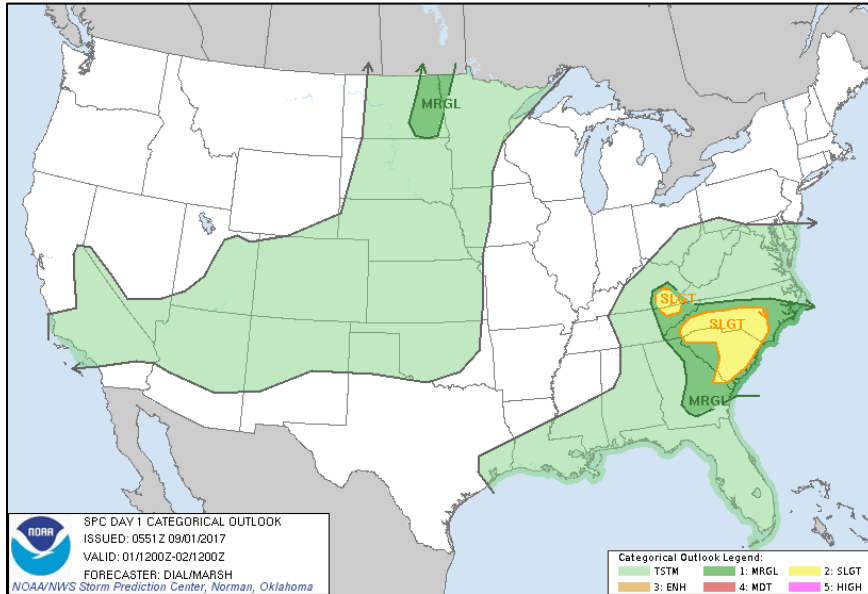 MRGL
SLGT
SLGT
MRGL
NOAA
SPC DAY 1 CATEGORICAL OUTLOOK
ISSUED: 0551Z 09/01/2017
VALID: 01/1200Z-02/1200Z
FORECASTER: DIAL/MARSH
NOAA/NWS Storm Prediction Center, Norman, Oklahoma
Categorical Outlook Legend:
TSTM 1: MRGL 2: SLGT
3: ENH 4: MDT 5: HIGH